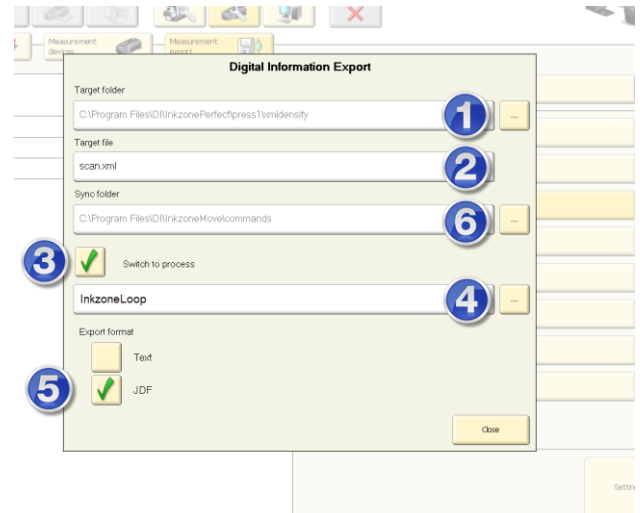 Measurement
devices
Measurement
export
Digital Information Export
Target folder
C:\Program Files\DI\InkzonePerfect\press1\xmldensity
1
...
Target file
scan.xml
2
Sync folder
C:\Program Files\DI\InkzoneMove\commands
6
...
3
Switch to process
InkzoneLoop
4
...
Export format
Text
5
JDF
Close